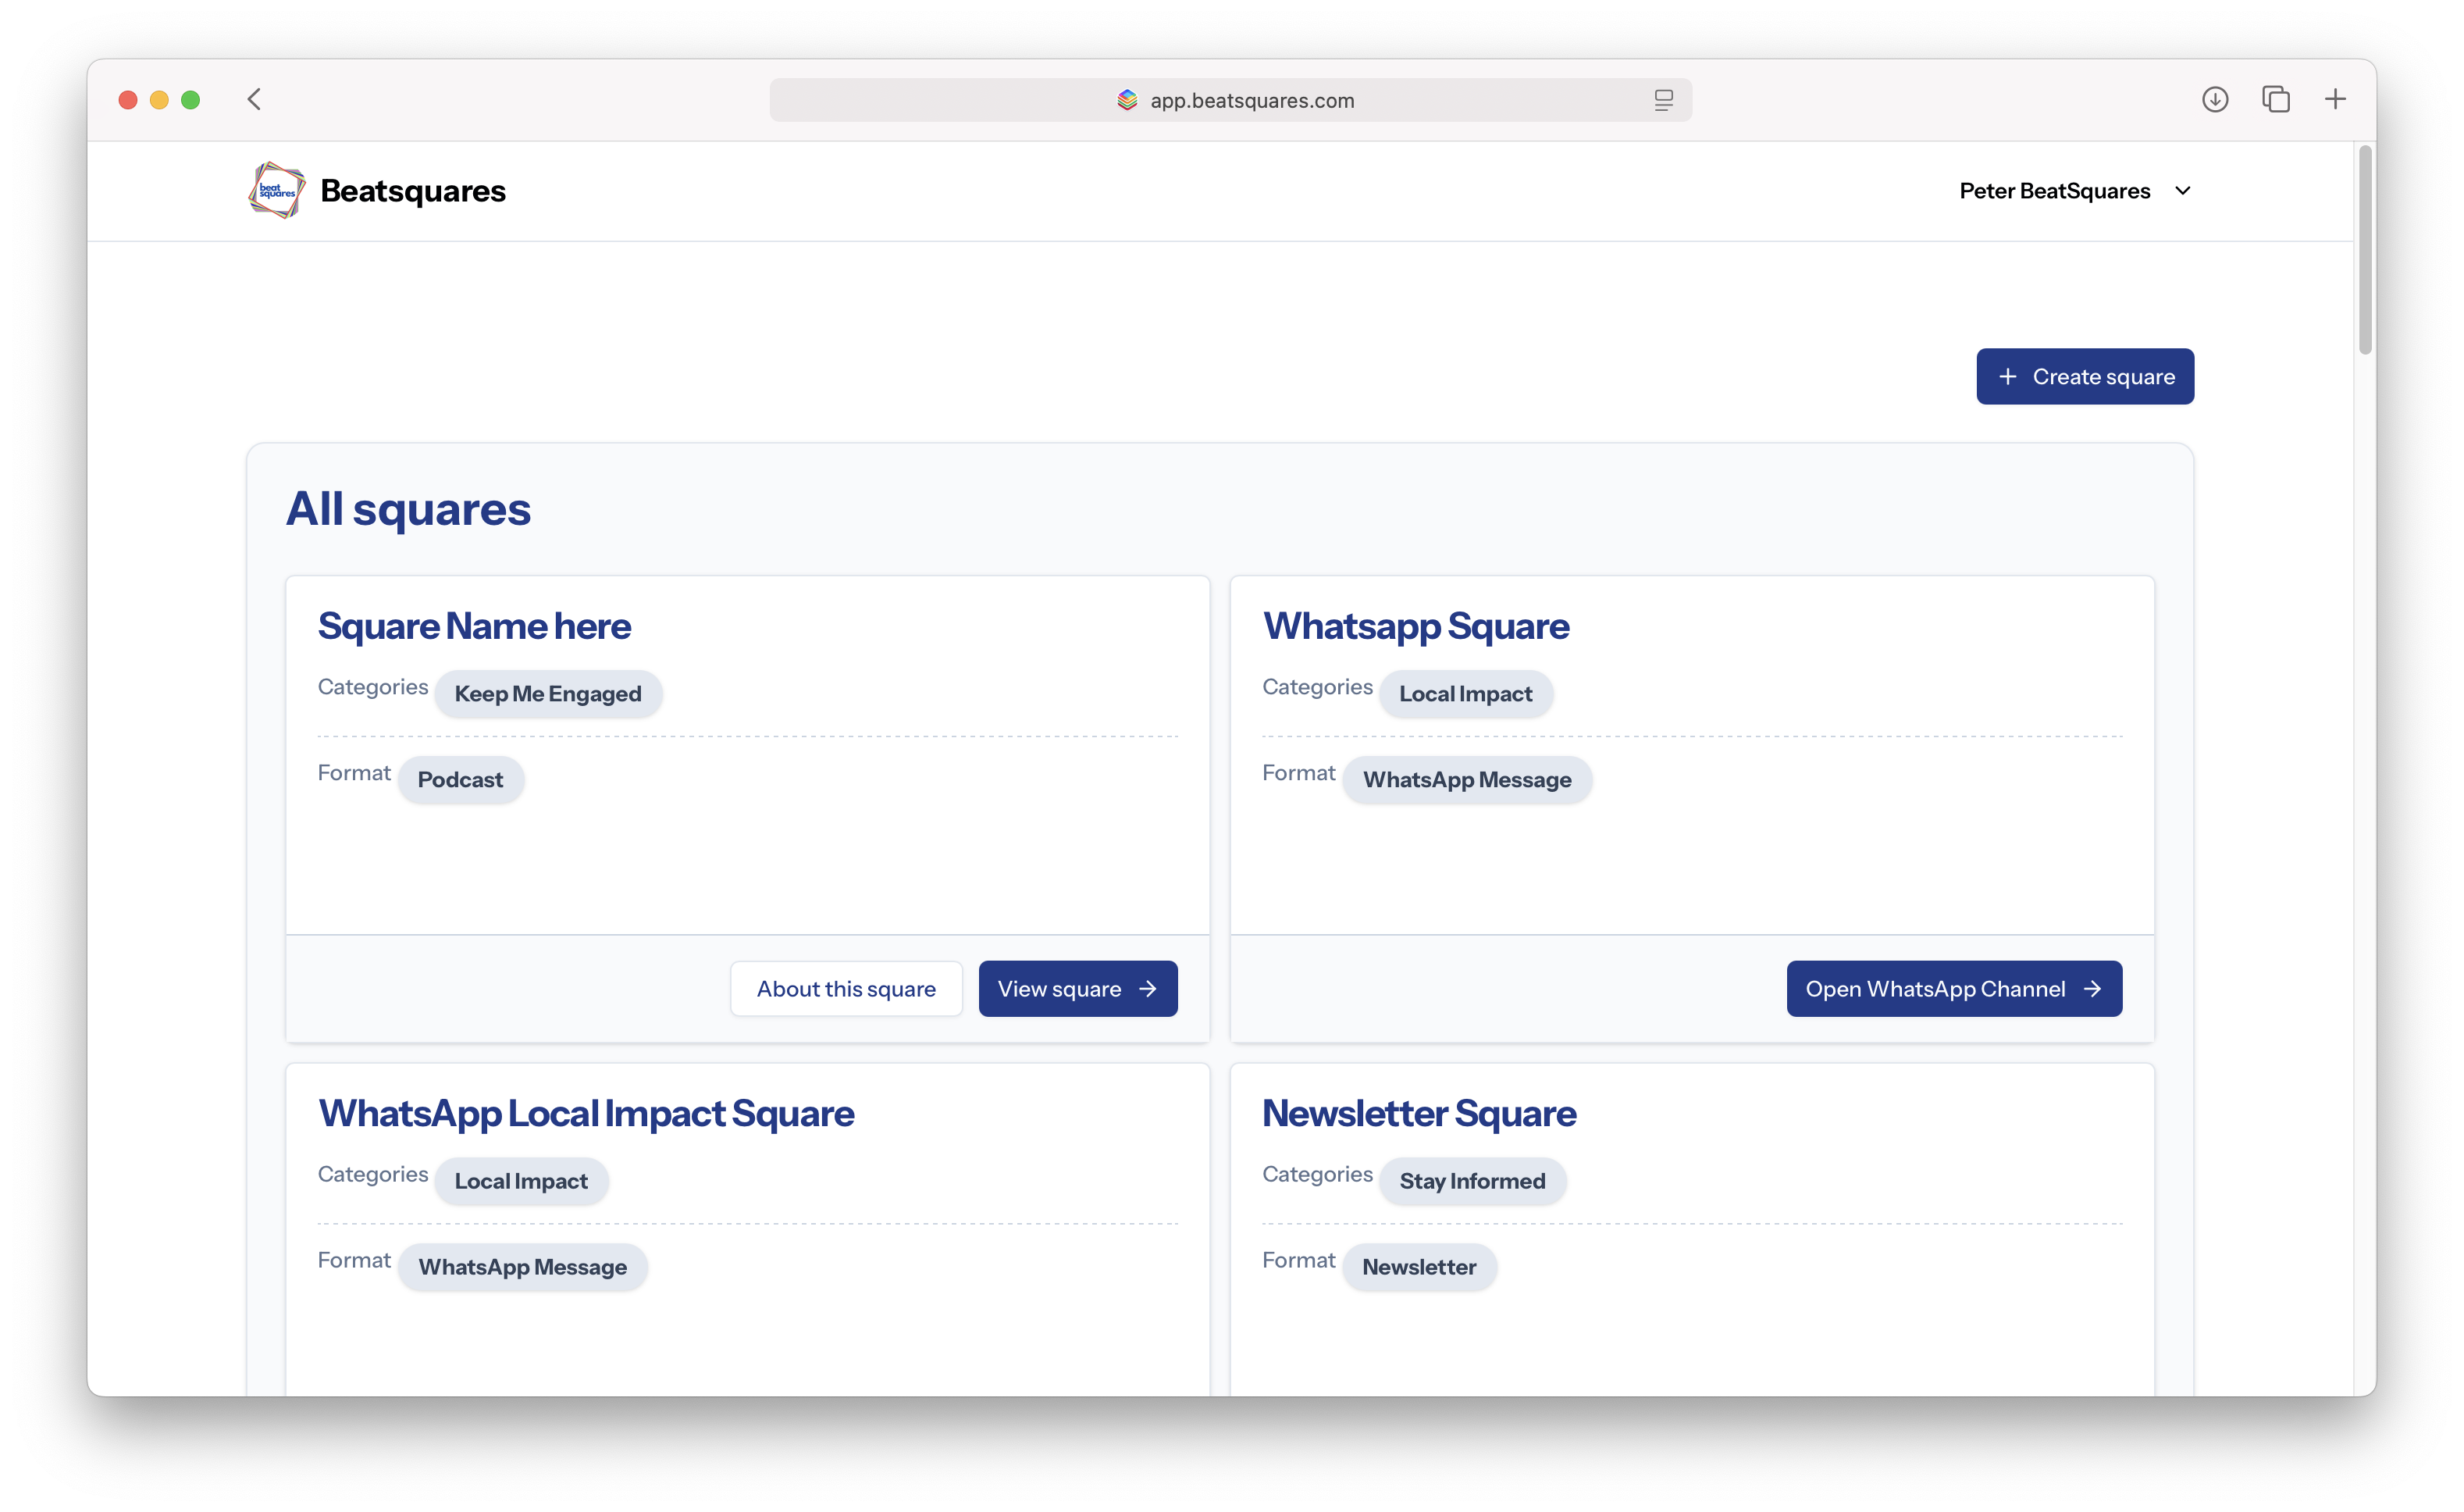 app.beatsquares.com
beat
squares
Beatsquares
Peter BeatSquares
+ Create square
All squares
Square Name here
Categories Keep Me Engaged
Format Podcast
About this square
View square →
Whatsapp Square
Categories Local Impact
Format WhatsApp Message
Open WhatsApp Channel →
WhatsApp Local Impact Square
Categories Local Impact
Format WhatsApp Message
Newsletter Square
Categories Stay Informed
Format Newsletter